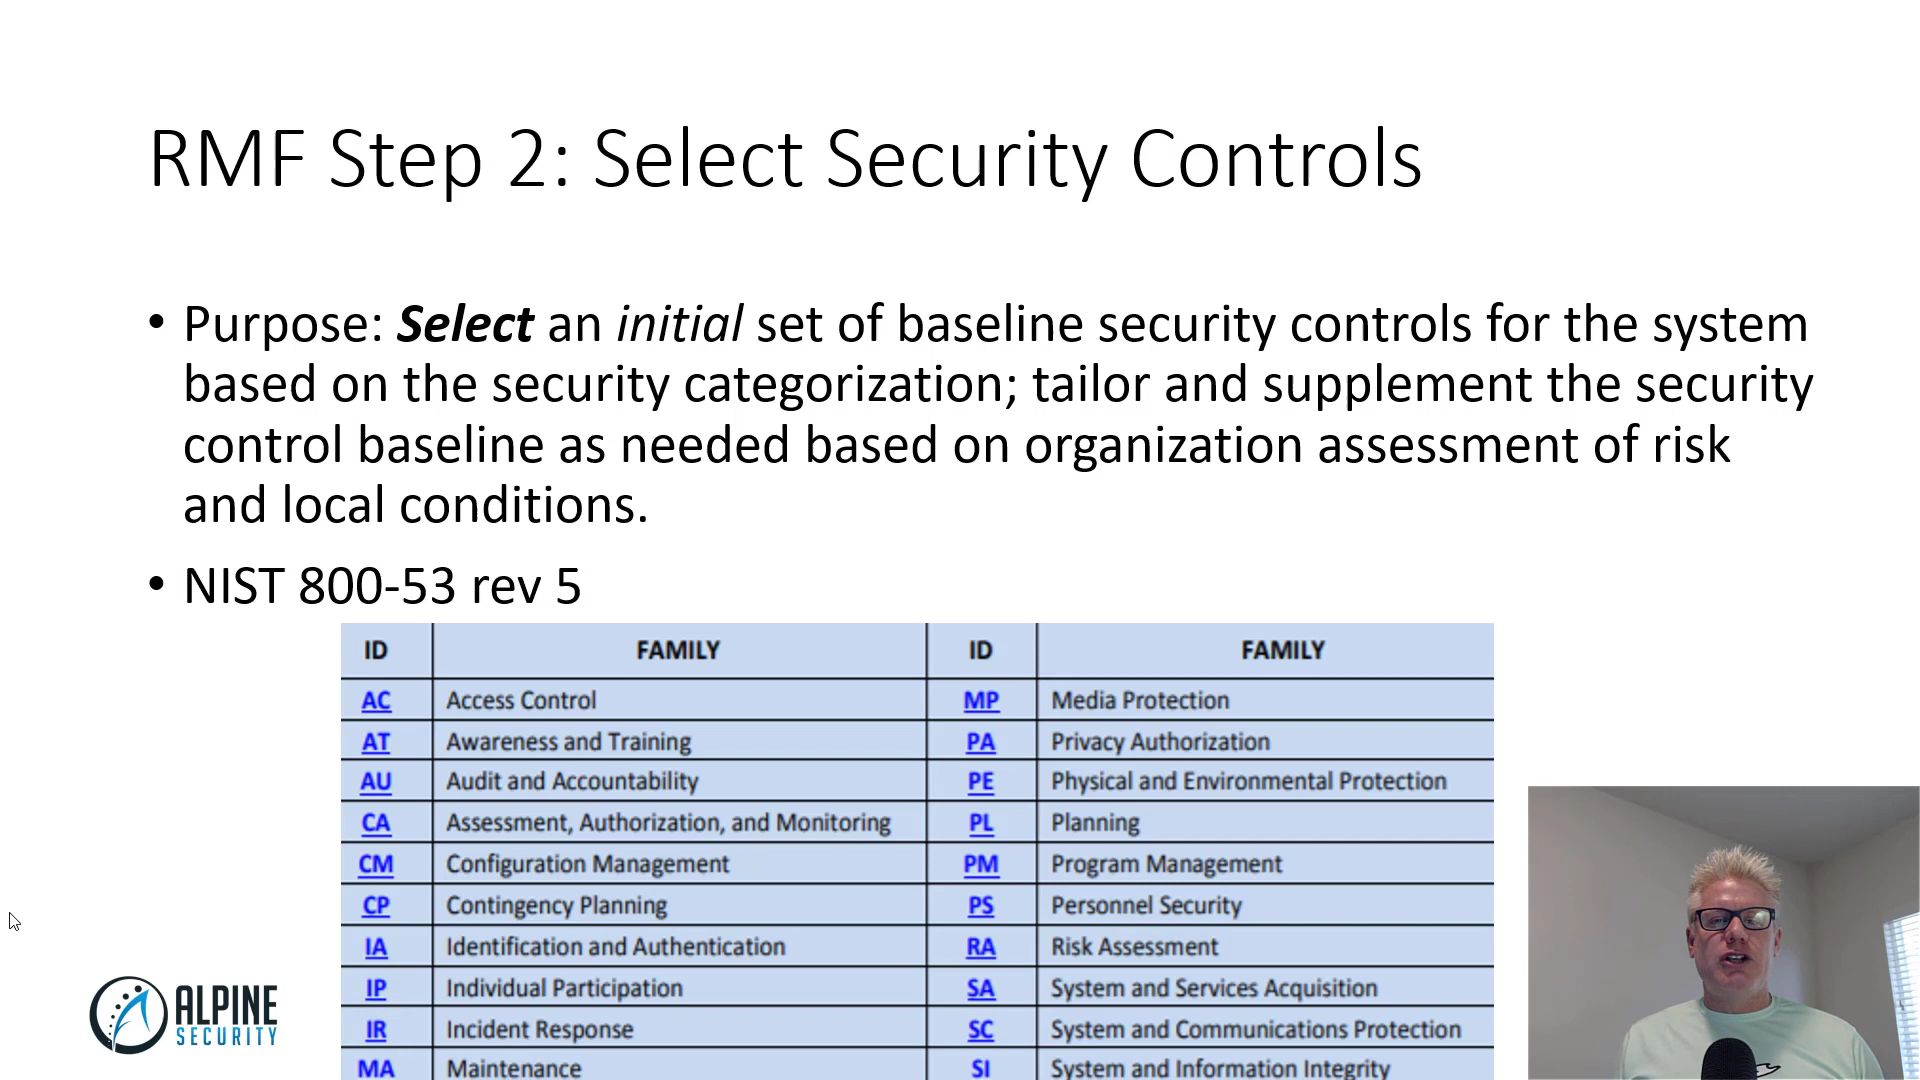 RMF Step 2: Select Security Controls
• Purpose: Select an initial set of baseline security controls for the system
based on the security categorization; tailor and supplement the security
control baseline as needed based on organization assessment of risk
and local conditions.
• NIST 800-53 rev 5
ID FAMILY ID FAMILY
AC Access Control MP Media Protection
AT Awareness and Training PA Privacy Authorization
AU Audit and Accountability PE Physical and Environmental Protection
CA Assessment, Authorization, and Monitoring PL Planning
CM Configuration Management PM Program Management
CP Contingency Planning PS Personnel Security
IA Identification and Authentication RA Risk Assessment
IP Individual Participation SA System and Services Acquisition
IR Incident Response SC System and Communications Protection
MA Maintenance SI System and Information Integrity
ALPINE
SECURITY